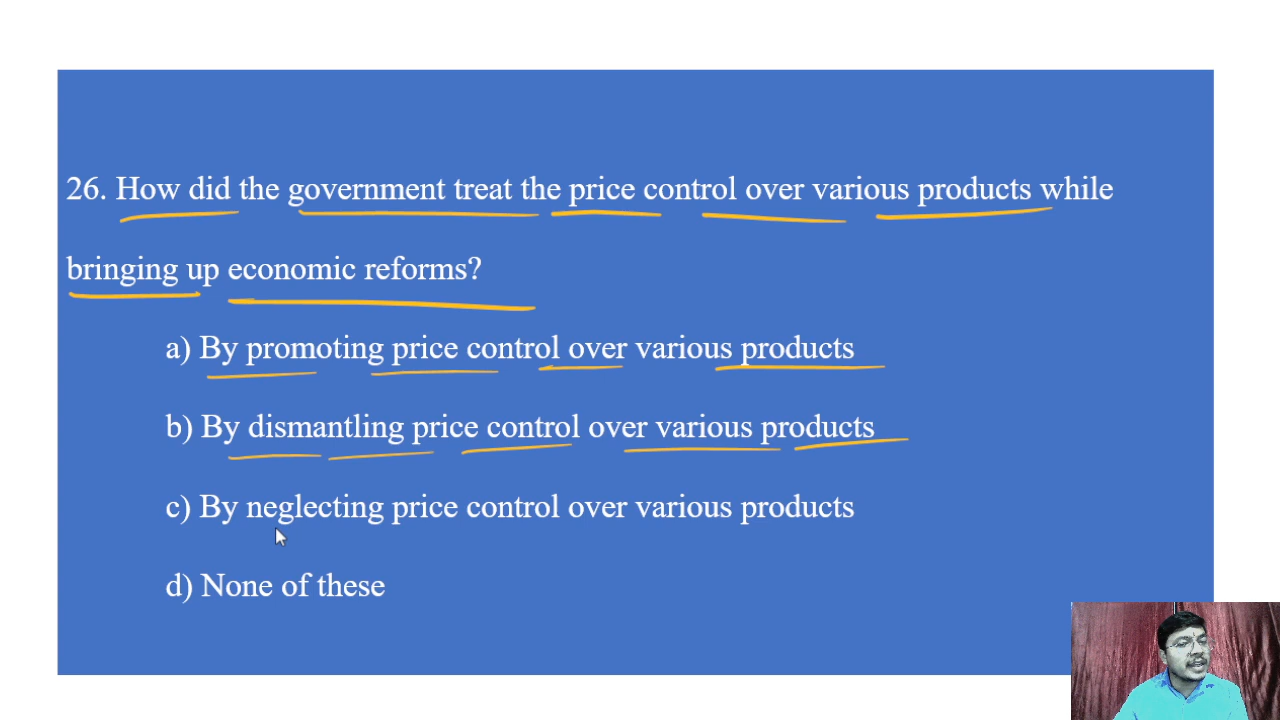 26. How did the government treat the price control over various products while
bringing up economic reforms?
a) By promoting price control over various products
b) By dismantling price control over various products
c) By neglecting price control over various products
d) None of these